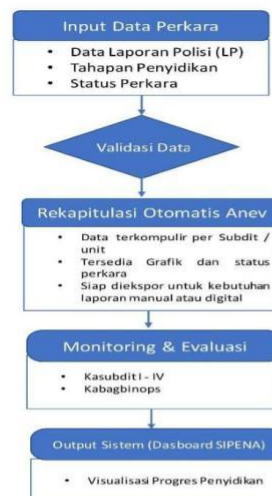 Input Data Perkara
• Data Laporan Polisi (LP)
• Tahapan Penyidikan
• Status Perkara
Validasi Data
Rekapitulasi Otomatis Anev
• Data terkompulir per Subdit /
unit
• Tersedia Grafik dan status
perkara
• Siap diekspor untuk kebutuhan
laporan manual atau digital
Monitoring & Evaluasi
• Kasubdit I - IV
• Kabagbinops
Output Sistem (Dasboard SIPENA)
• Visualisasi Progres Penyidikan